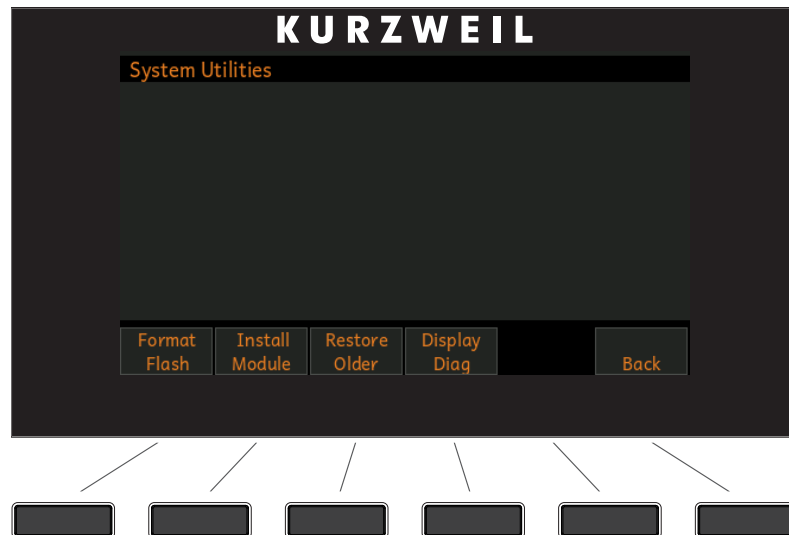 KURZWEIL
System Utilities
Format Install Restore Display
Flash Module Older Diag Back